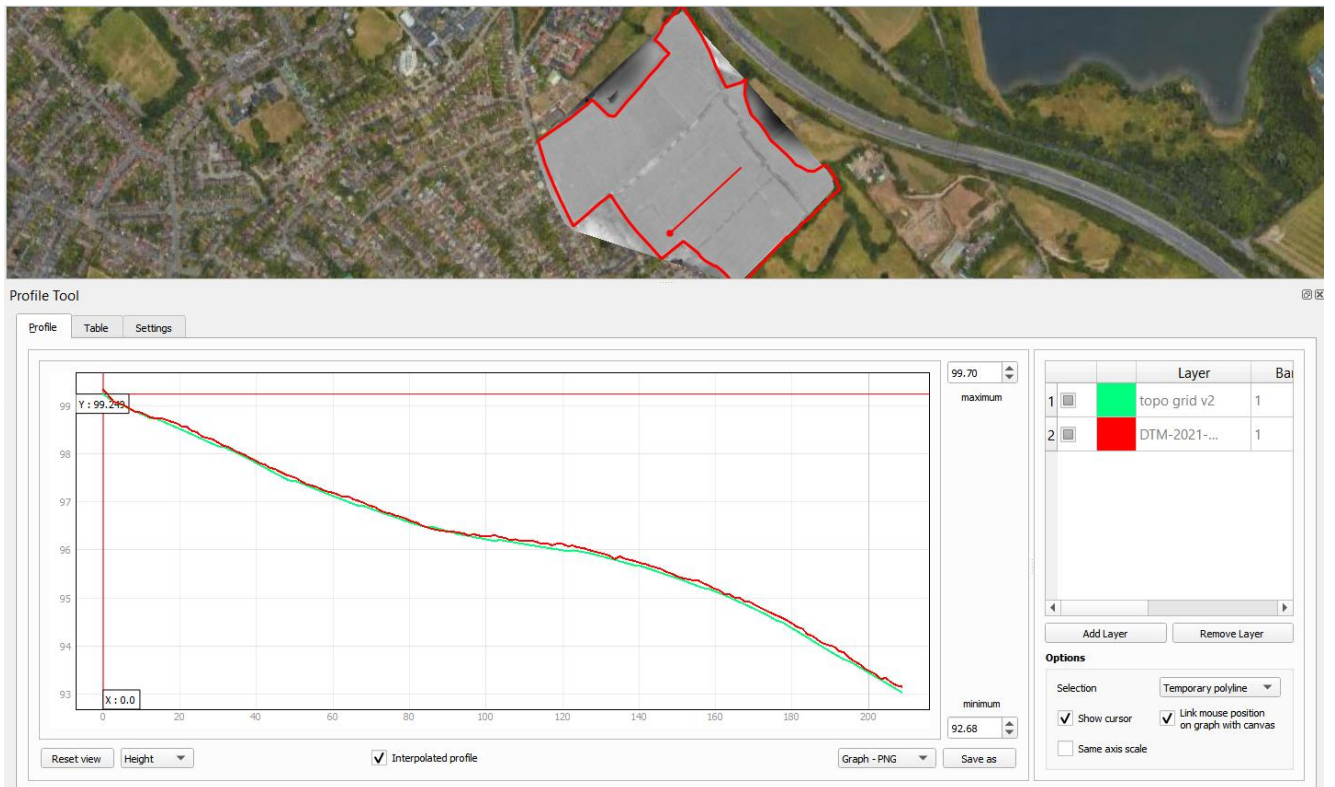 Profile Tool
Profile Table Settings
99.70
maximum
99
98
97
96
95
94
93
Y : 99.249
X : 0.0
0 20 40 60 80 100 120 140 160 180 200
minimum
92.68
Reset view Height Interpolated profile Graph - PNG Save as
Layer Bar
1 topo grid v2 1
2 DTM-2021-... 1
Add Layer Remove Layer
Options
Selection Temporary polyline
Show cursor Link mouse position
on graph with canvas
Same axis scale